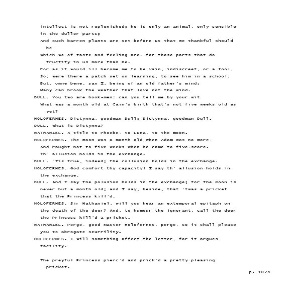 intellect is not replenished; he is only an animal, only sensible
in the duller parts;
And such barren plants are set before us that we thankful should
be-
which we of taste and feeling are- for those parts that do
fructify in us more than he.
For as it would ill become me to be vain, indiscreet, or a fool,
So, were there a patch set on learning, to see him in a school.
But, omne bene, say I, being of an old father's mind:
Many can brook the weather that love not the wind.
DULL. You two are book-men: can you tell me by your wit
What was a month old at Cain's birth that's not five weeks old as
yet?
HOLOFERNES. Dictynna, goodman Dull; Dictynna, goodman Dull.
DULL. What is Dictynna?
NATHANIEL. A title to Phoebe, to Luna, to the moon.
HOLOFERNES. The moon was a month old when Adam was no more,
And raught not to five weeks when he came to five-score.
Th' allusion holds in the exchange.
DULL. 'Tis true, indeed; the collusion holds in the exchange.
HOLOFERNES. God comfort thy capacity! I say th' allusion holds in
the exchange.
DULL. And I say the pollusion holds in the exchange; for the moon is
never but a month old; and I say, beside, that 'twas a pricket
that the Princess kill'd.
HOLOFERNES. Sir Nathaniel, will you hear an extemporal epitaph on
the death of the deer? And, to humour the ignorant, call the deer
the Princess kill'd a pricket.
NATHANIEL. Perge, good Master Holofernes, perge, so it shall please
you to abrogate scurrility.
HOLOFERNES. I will something affect the letter, for it argues
facility.
The preyful Princess pierc'd and prick'd a pretty pleasing
pricket.